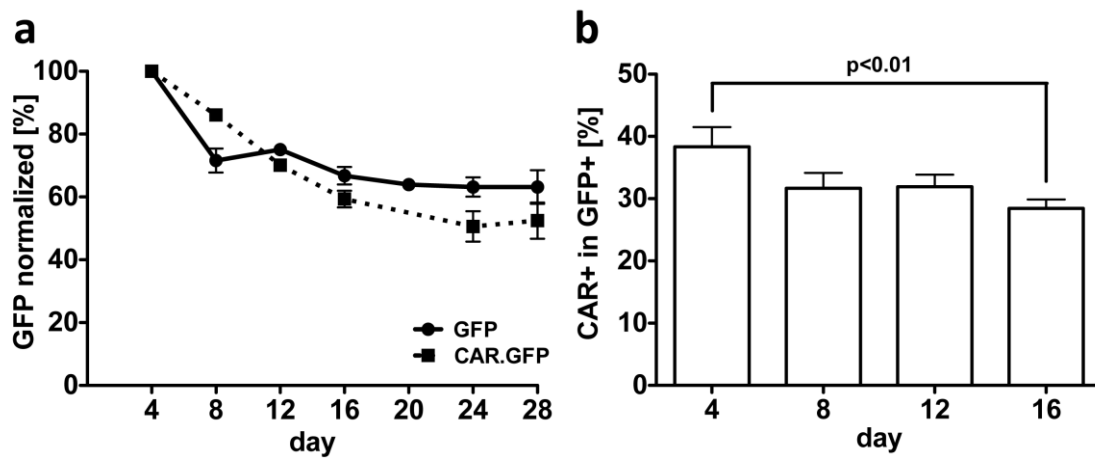 a
GFP normalized [%]
100
80
60
40
20
0
GFP
CAR.GFP
4 8 12 16 20 24 28
day
b
CAR+ in GFP+ [%]
50
40
30
20
10
0
p<0.01
4 8 12 16
day